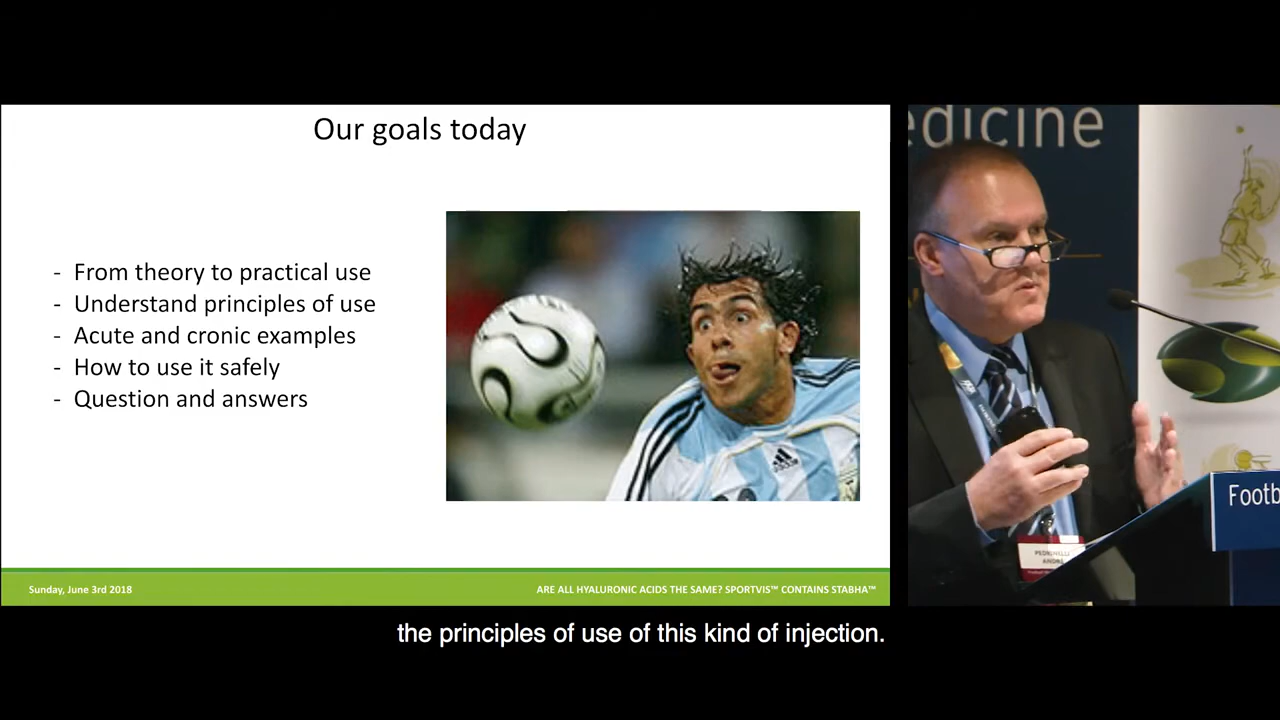 Our goals today
- From theory to practical use
- Understand principles of use
- Acute and cronic examples
- How to use it safely
- Question and answers
adidas
Sunday, June 3rd 2018
ARE ALL HYALURONIC ACIDS THE SAME? SPORTVIS™ CONTAINS STABHA™
edicine
Footb
the principles of use of this kind of injection.